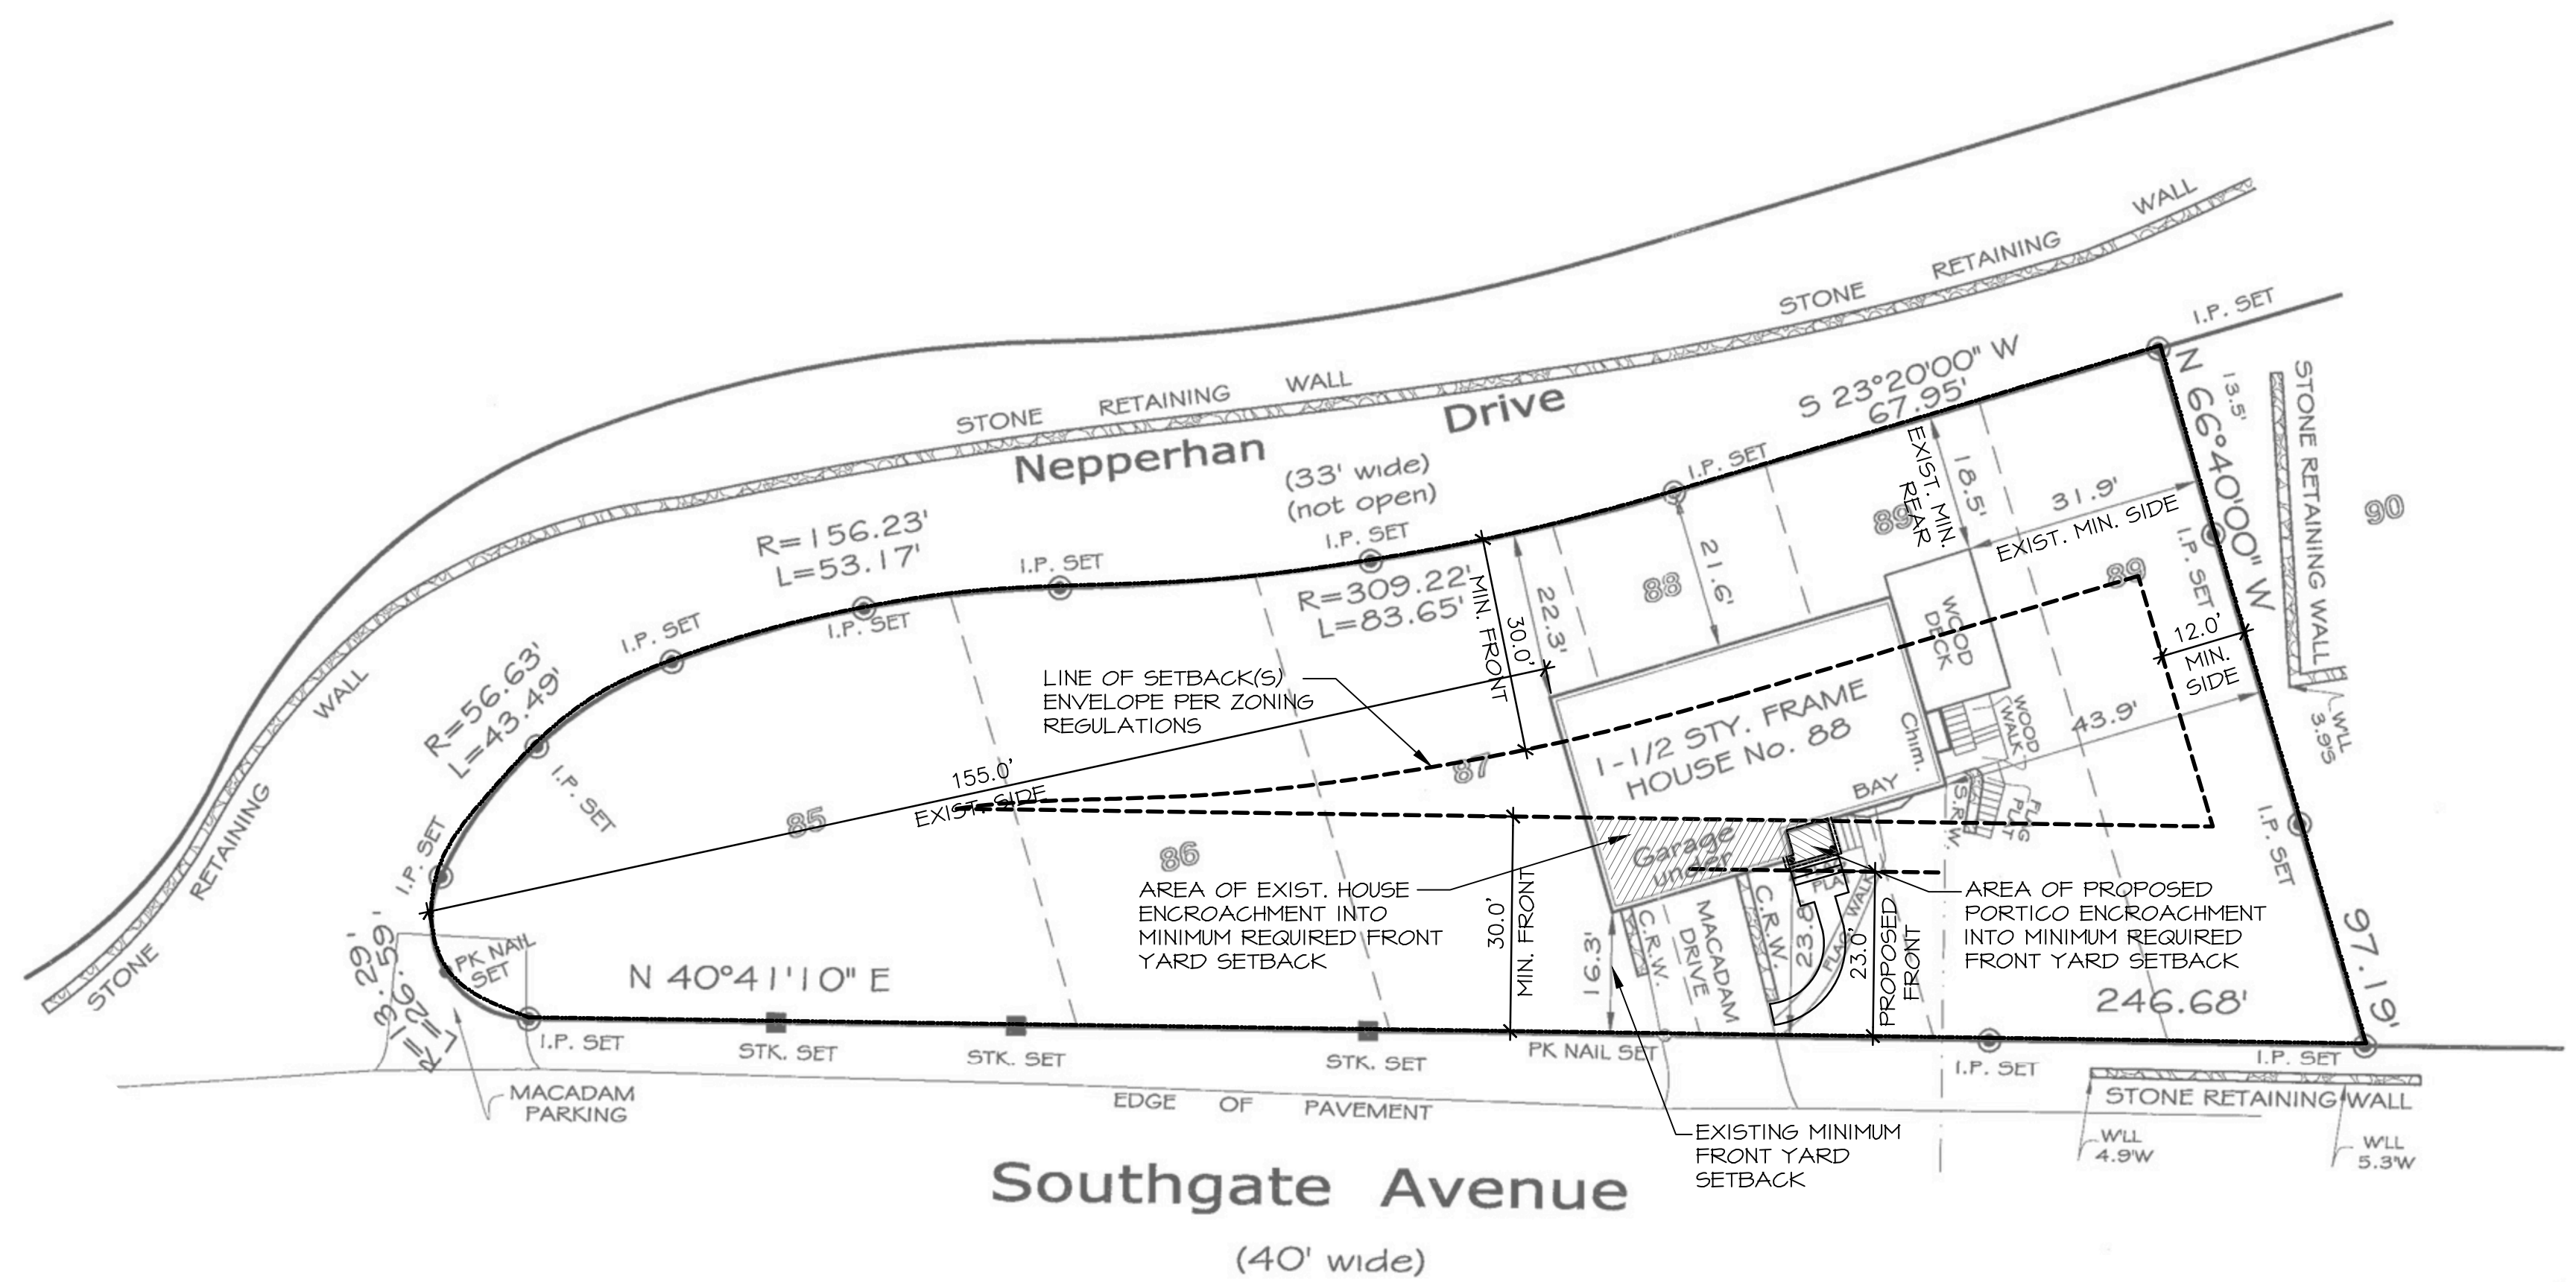 STONE RETAINING WALL
STONE RETAINING WALL
STONE RETAINING WALL
Nepperhan Drive
(33' wide)
(not open)
I.P. SET
S 23°20'00" W
67.95'
I.P. SET
N 66°40'00" W
97.19'
13.5'
STONE RETAINING WALL
90
W'LL
3.9'S
R=156.23'
L=53.17'
I.P. SET
I.P. SET
I.P. SET
I.P. SET
R=309.22'
L=83.65'
R=56.63'
L=43.49'
I.P. SET
I.P. SET
R=13.29'
L=26.59'
PK NAIL
SET
MIN. FRONT
30.0'
22.3'
21.6'
88
89
EXIST. MIN.
REAR
18.5'
31.9'
EXIST. MIN. SIDE
I.P. SET
89
12.0'
MIN.
SIDE
43.9'
LINE OF SETBACK(S)
ENVELOPE PER ZONING
REGULATIONS
155.0'
EXIST. SIDE
85
86
87
1-1/2 STY. FRAME
HOUSE No. 88
WOOD
DECK
WOOD
WALK
Chim.
BAY
S.R.W.
FLAG
PLAT
Garage
under
AREA OF EXIST. HOUSE
ENCROACHMENT INTO
MINIMUM REQUIRED FRONT
YARD SETBACK
30.0'
MIN. FRONT
16.3'
C.R.W.
MACADAM
DRIVE
C.R.W.
23.8'
FLAG WALK
23.0'
PROPOSED
FRONT
AREA OF PROPOSED
PORTICO ENCROACHMENT
INTO MINIMUM REQUIRED
FRONT YARD SETBACK
I.P. SET
246.68'
N 40°41'10" E
I.P. SET
STK. SET
STK. SET
STK. SET
PK NAIL SET
I.P. SET
I.P. SET
MACADAM
PARKING
EDGE OF PAVEMENT
STONE RETAINING WALL
W'LL
4.9'W
W'LL
5.3'W
EXISTING MINIMUM
FRONT YARD
SETBACK
Southgate Avenue
(40' wide)